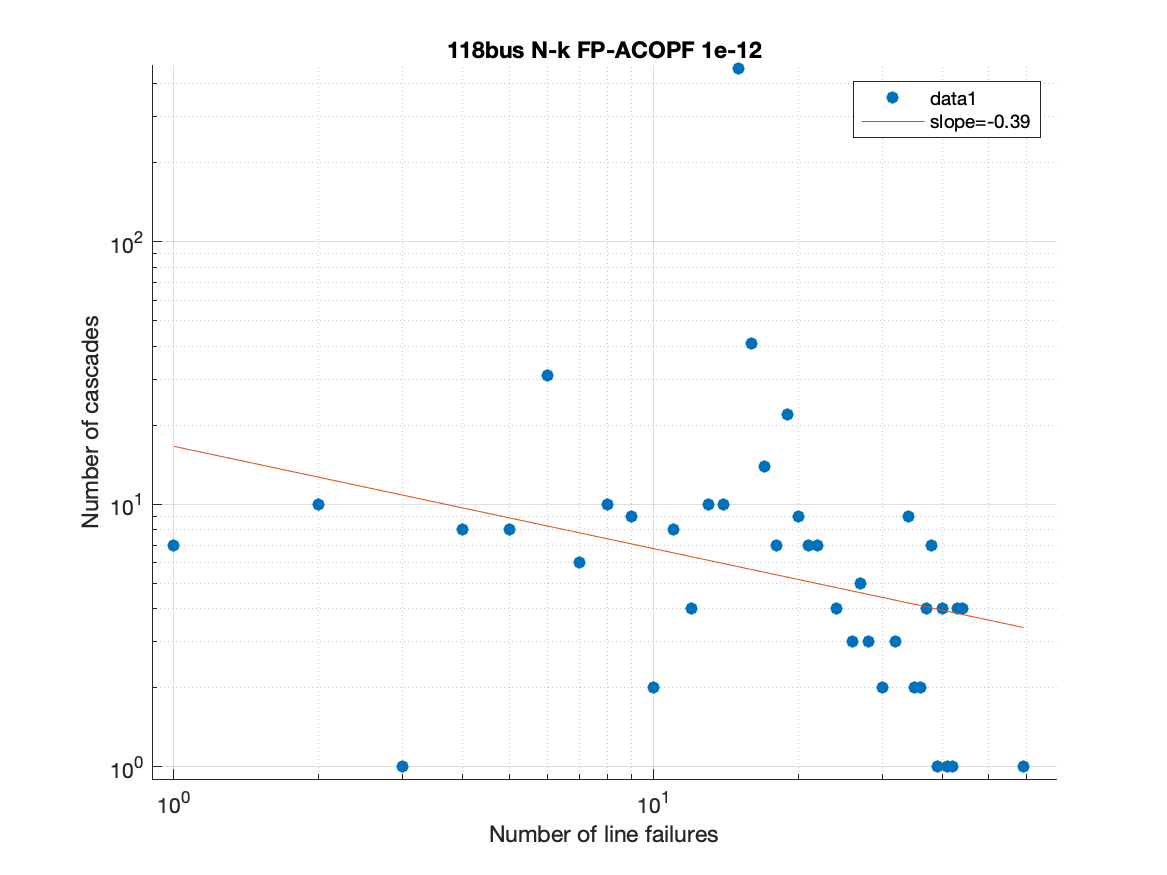 118bus N-k FP-ACOPF 1e-12
data1
slope=-0.39
Number of cascades
10^2
10^1
10^0
10^0 10^1
Number of line failures